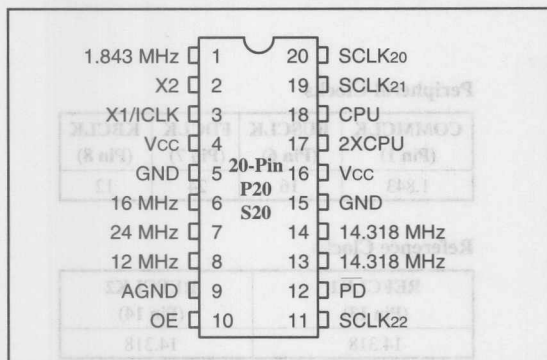 1.843 MHz 1 20 SCLK20
X2 2 19 SCLK21
X1/ICLK 3 18 CPU
VCC 4 17 2XCPU
GND 5 16 VCC
16 MHz 6 15 GND
24 MHz 7 14 14.318 MHz
12 MHz 8 13 14.318 MHz
AGND 9 12 PD
OE 10 11 SCLK22
20-Pin
P20
S20